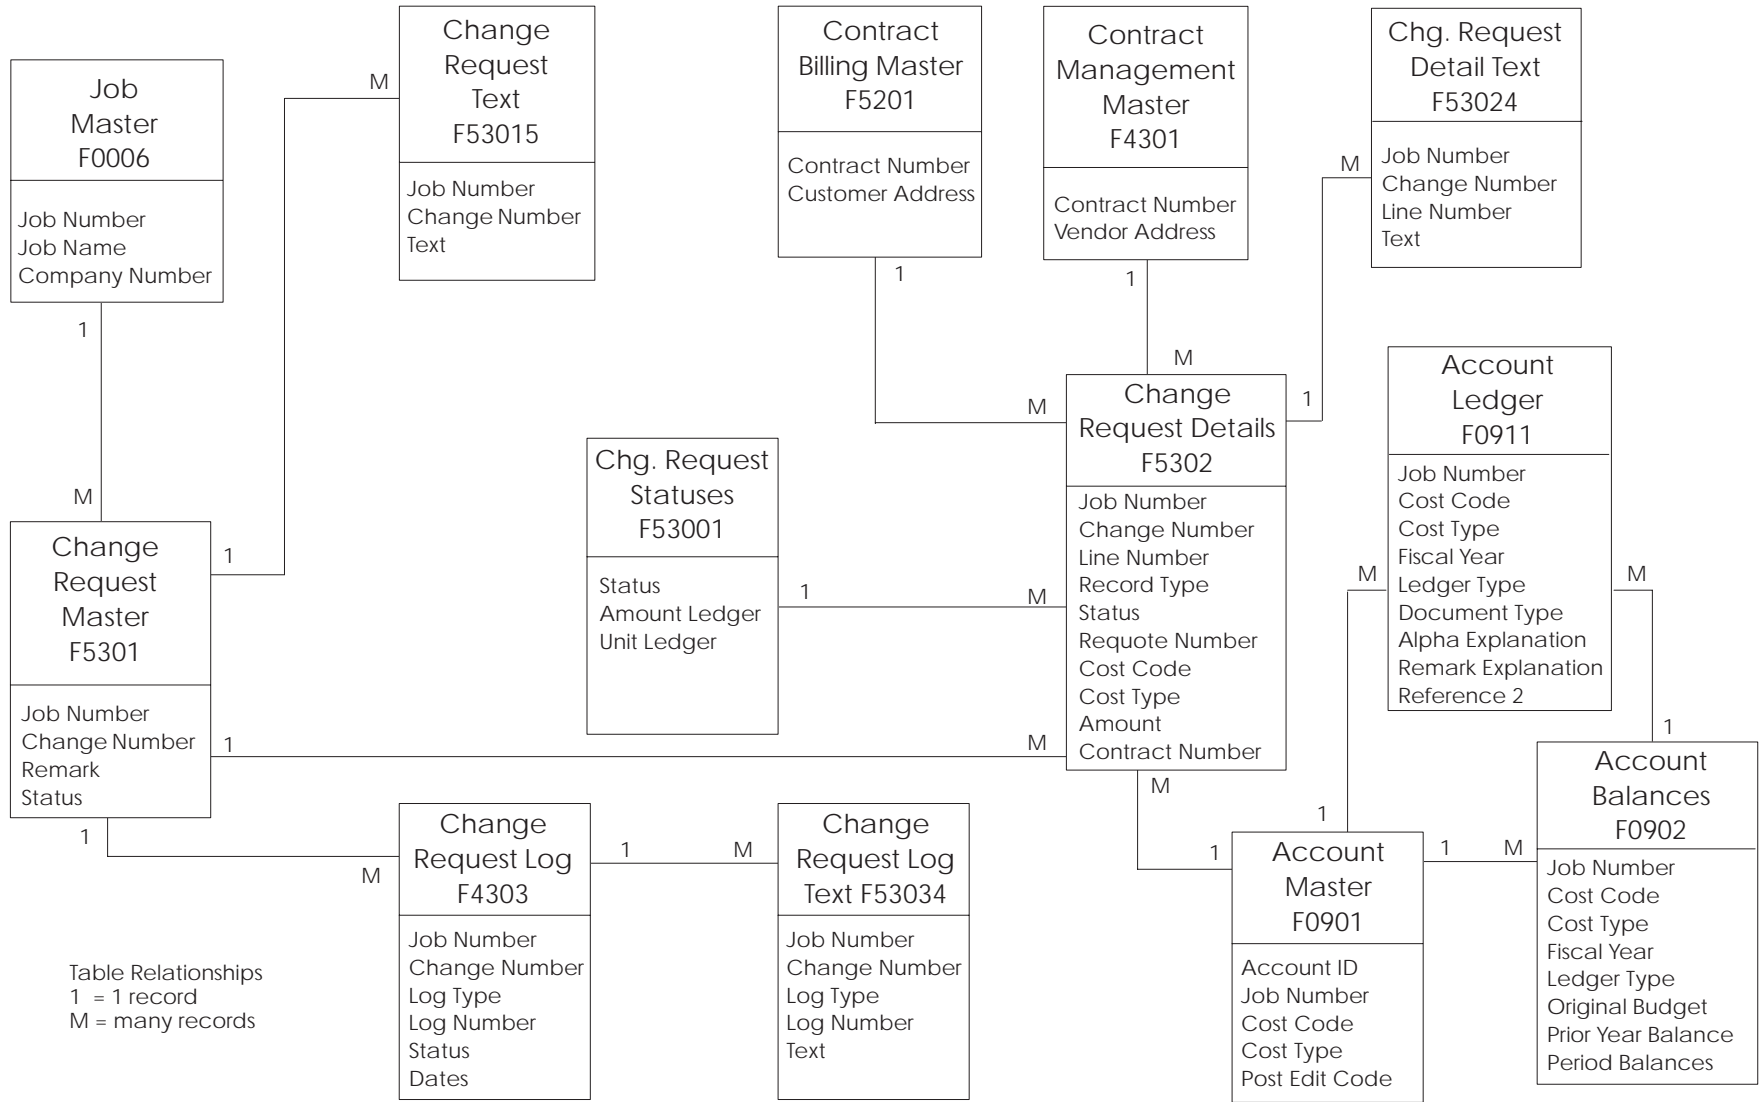 Job
Master
F0006
Job Number
Job Name
Company Number
1
M
Change
Request
Text
F53015
Job Number
Change Number
Text
M
Contract
Billing Master
F5201
Contract Number
Customer Address
1
M
Contract
Management
Master
F4301
Contract Number
Vendor Address
1
M
Chg. Request
Detail Text
F53024
Job Number
Change Number
Line Number
Text
M
1
Change
Request
Master
F5301
Job Number
Change Number
Remark
Status
1
1
M
1
M
Chg. Request
Statuses
F53001
Status
Amount Ledger
Unit Ledger
1
M
Change
Request Details
F5302
Job Number
Change Number
Line Number
Record Type
Status
Requote Number
Cost Code
Cost Type
Amount
Contract Number
M
1
Account
Ledger
F0911
Job Number
Cost Code
Cost Type
Fiscal Year
Ledger Type
Document Type
Alpha Explanation
Remark Explanation
Reference 2
M
M
1
1
Change
Request Log
F4303
Job Number
Change Number
Log Type
Log Number
Status
Dates
1
M
Change
Request Log
Text F53034
Job Number
Change Number
Log Type
Log Number
Text
Account
Master
F0901
Account ID
Job Number
Cost Code
Cost Type
Post Edit Code
1
M
Account
Balances
F0902
Job Number
Cost Code
Cost Type
Fiscal Year
Ledger Type
Original Budget
Prior Year Balance
Period Balances
Table Relationships
1 = 1 record
M = many records